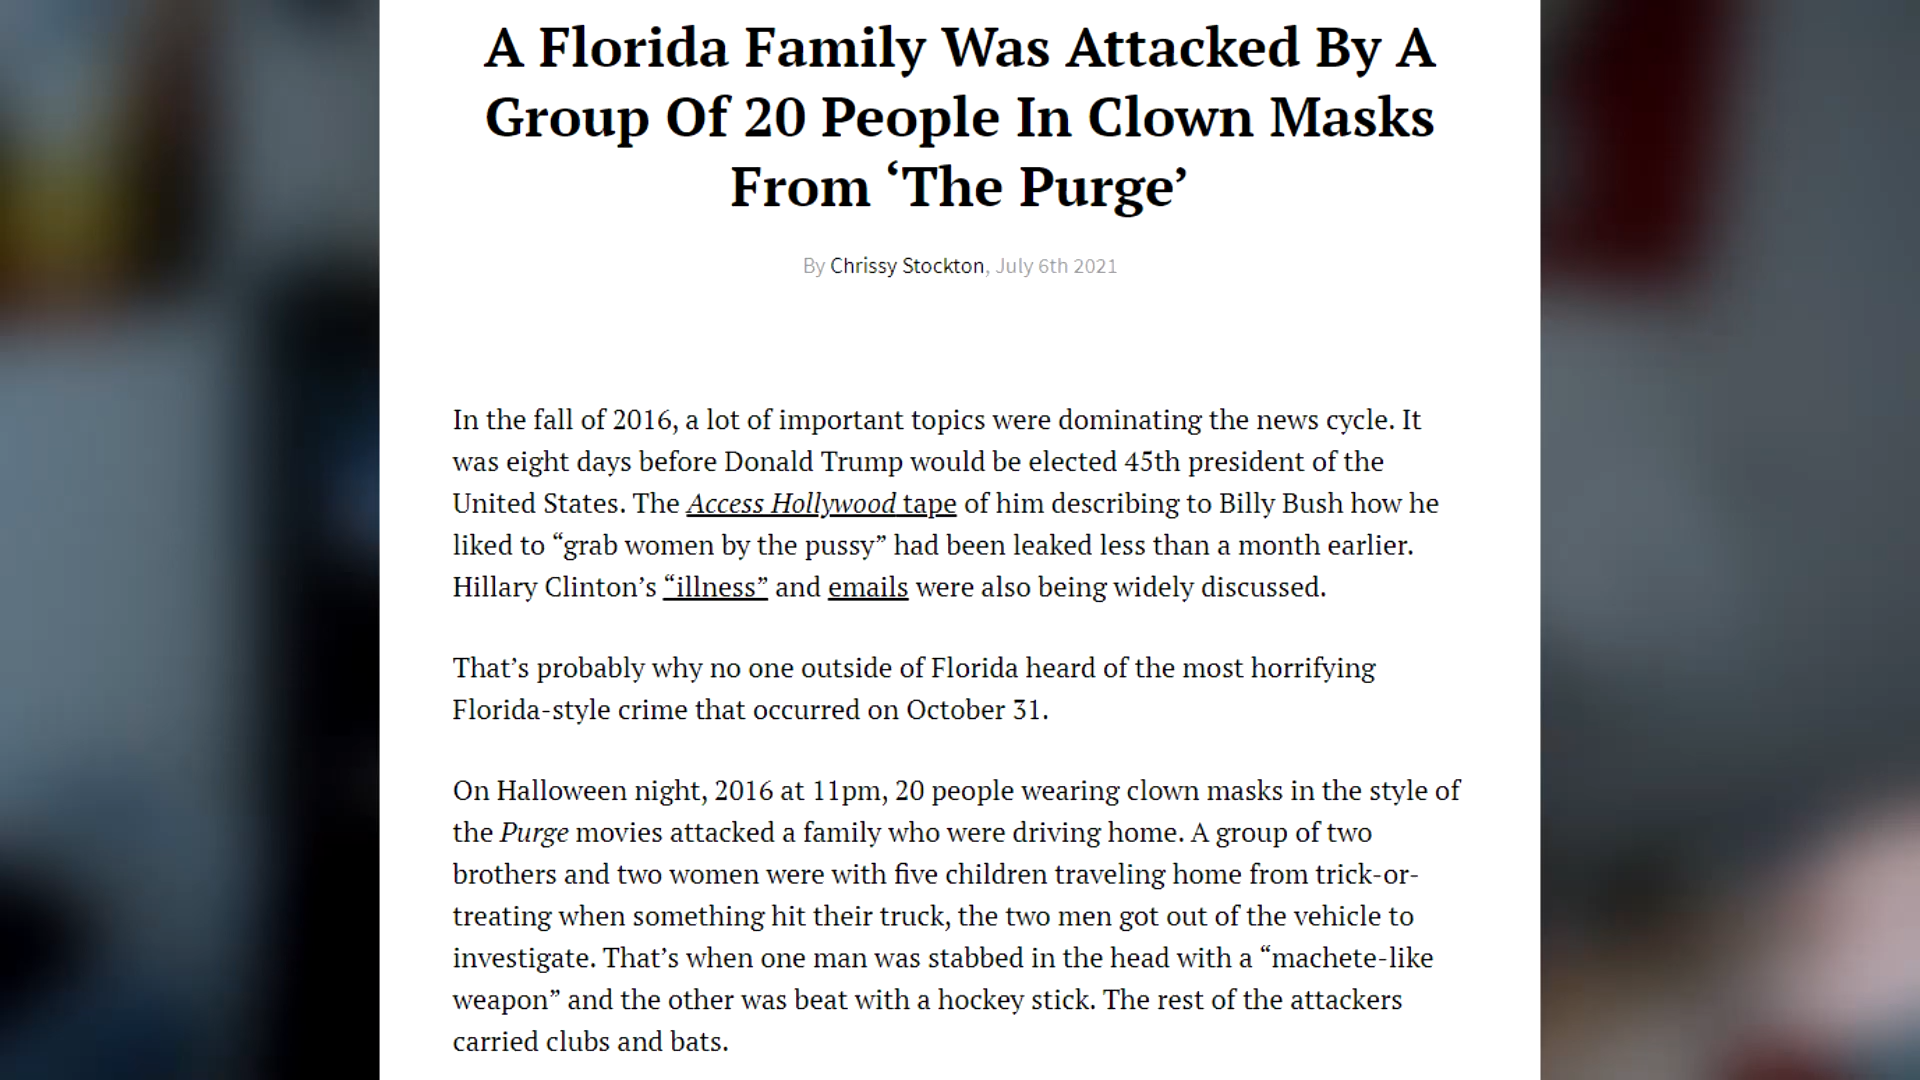 A Florida Family Was Attacked By A
Group Of 20 People In Clown Masks
From ‘The Purge’
By Chrissy Stockton, July 6th 2021
In the fall of 2016, a lot of important topics were dominating the news cycle. It
was eight days before Donald Trump would be elected 45th president of the
United States. The Access Hollywood tape of him describing to Billy Bush how he
liked to “grab women by the pussy” had been leaked less than a month earlier.
Hillary Clinton’s “illness” and emails were also being widely discussed.
That’s probably why no one outside of Florida heard of the most horrifying
Florida-style crime that occurred on October 31.
On Halloween night, 2016 at 11pm, 20 people wearing clown masks in the style of
the Purge movies attacked a family who were driving home. A group of two
brothers and two women were with five children traveling home from trick-or-
treating when something hit their truck, the two men got out of the vehicle to
investigate. That’s when one man was stabbed in the head with a “machete-like
weapon” and the other was beat with a hockey stick. The rest of the attackers
carried clubs and bats.